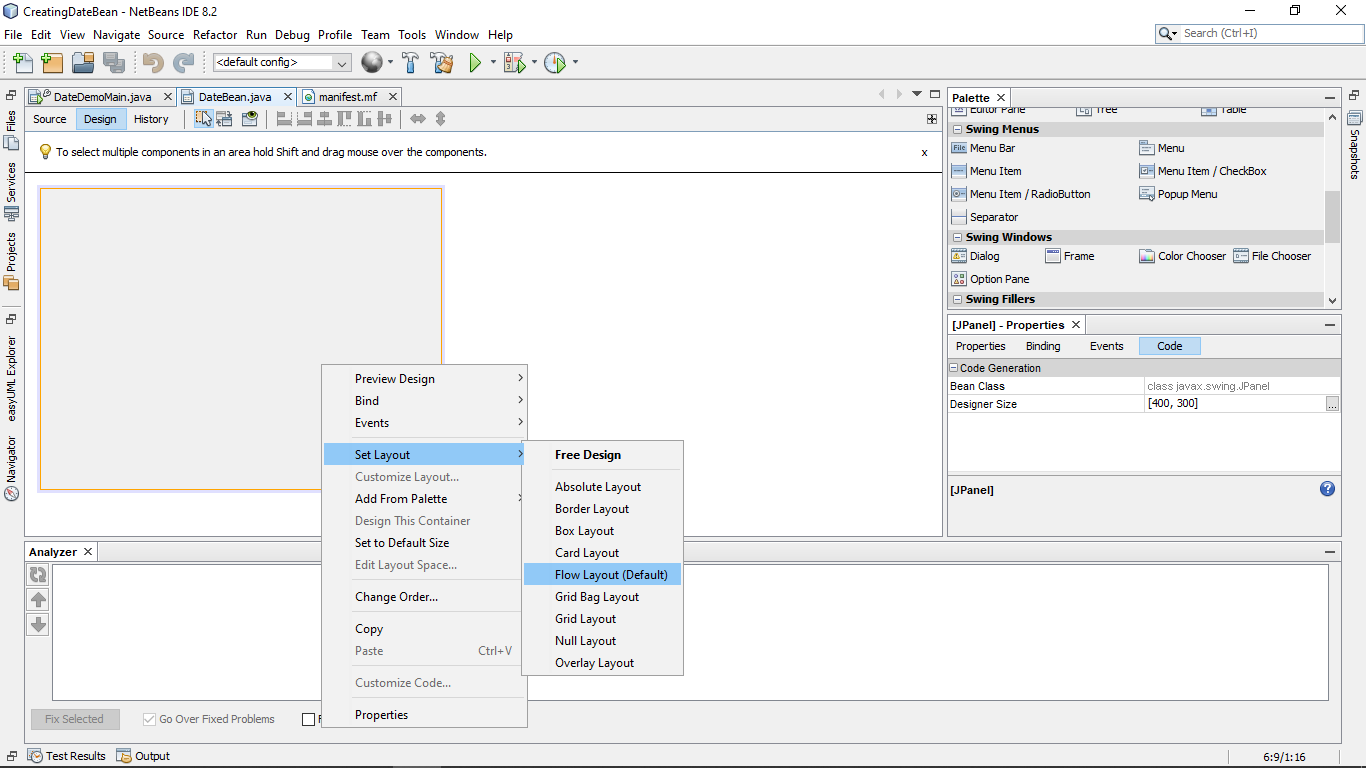 CreatingDateBean - NetBeans IDE 8.2
File Edit View Navigate Source Refactor Run Debug Profile Team Tools Window Help
Search (Ctrl+I)
<default config>
DateDemoMain.java
DateBean.java
manifest.mf
Source Design History
To select multiple components in an area hold Shift and drag mouse over the components.
x
Files
Services
Projects
easyUML Explorer
Navigator
Preview Design
Bind
Events
Set Layout
Customize Layout...
Add From Palette
Design This Container
Set to Default Size
Edit Layout Space...
Change Order...
Copy
Paste Ctrl+V
Customize Code...
Properties
Free Design
Absolute Layout
Border Layout
Box Layout
Card Layout
Flow Layout (Default)
Grid Bag Layout
Grid Layout
Null Layout
Overlay Layout
Palette
Editor Pane Tree Table
Swing Menus
File Menu Bar Menu
Menu Item Menu Item / CheckBox
Menu Item / RadioButton Popup Menu
Separator
Swing Windows
Dialog Frame Color Chooser File Chooser
Option Pane
Swing Fillers
[JPanel] - Properties
Properties Binding Events Code
Code Generation
Bean Class class javax.swing.JPanel
Designer Size [400, 300] ...
[JPanel]
?
Snapshots
Analyzer
Fix Selected Go Over Fixed Problems
Test Results Output
6:9/1:16